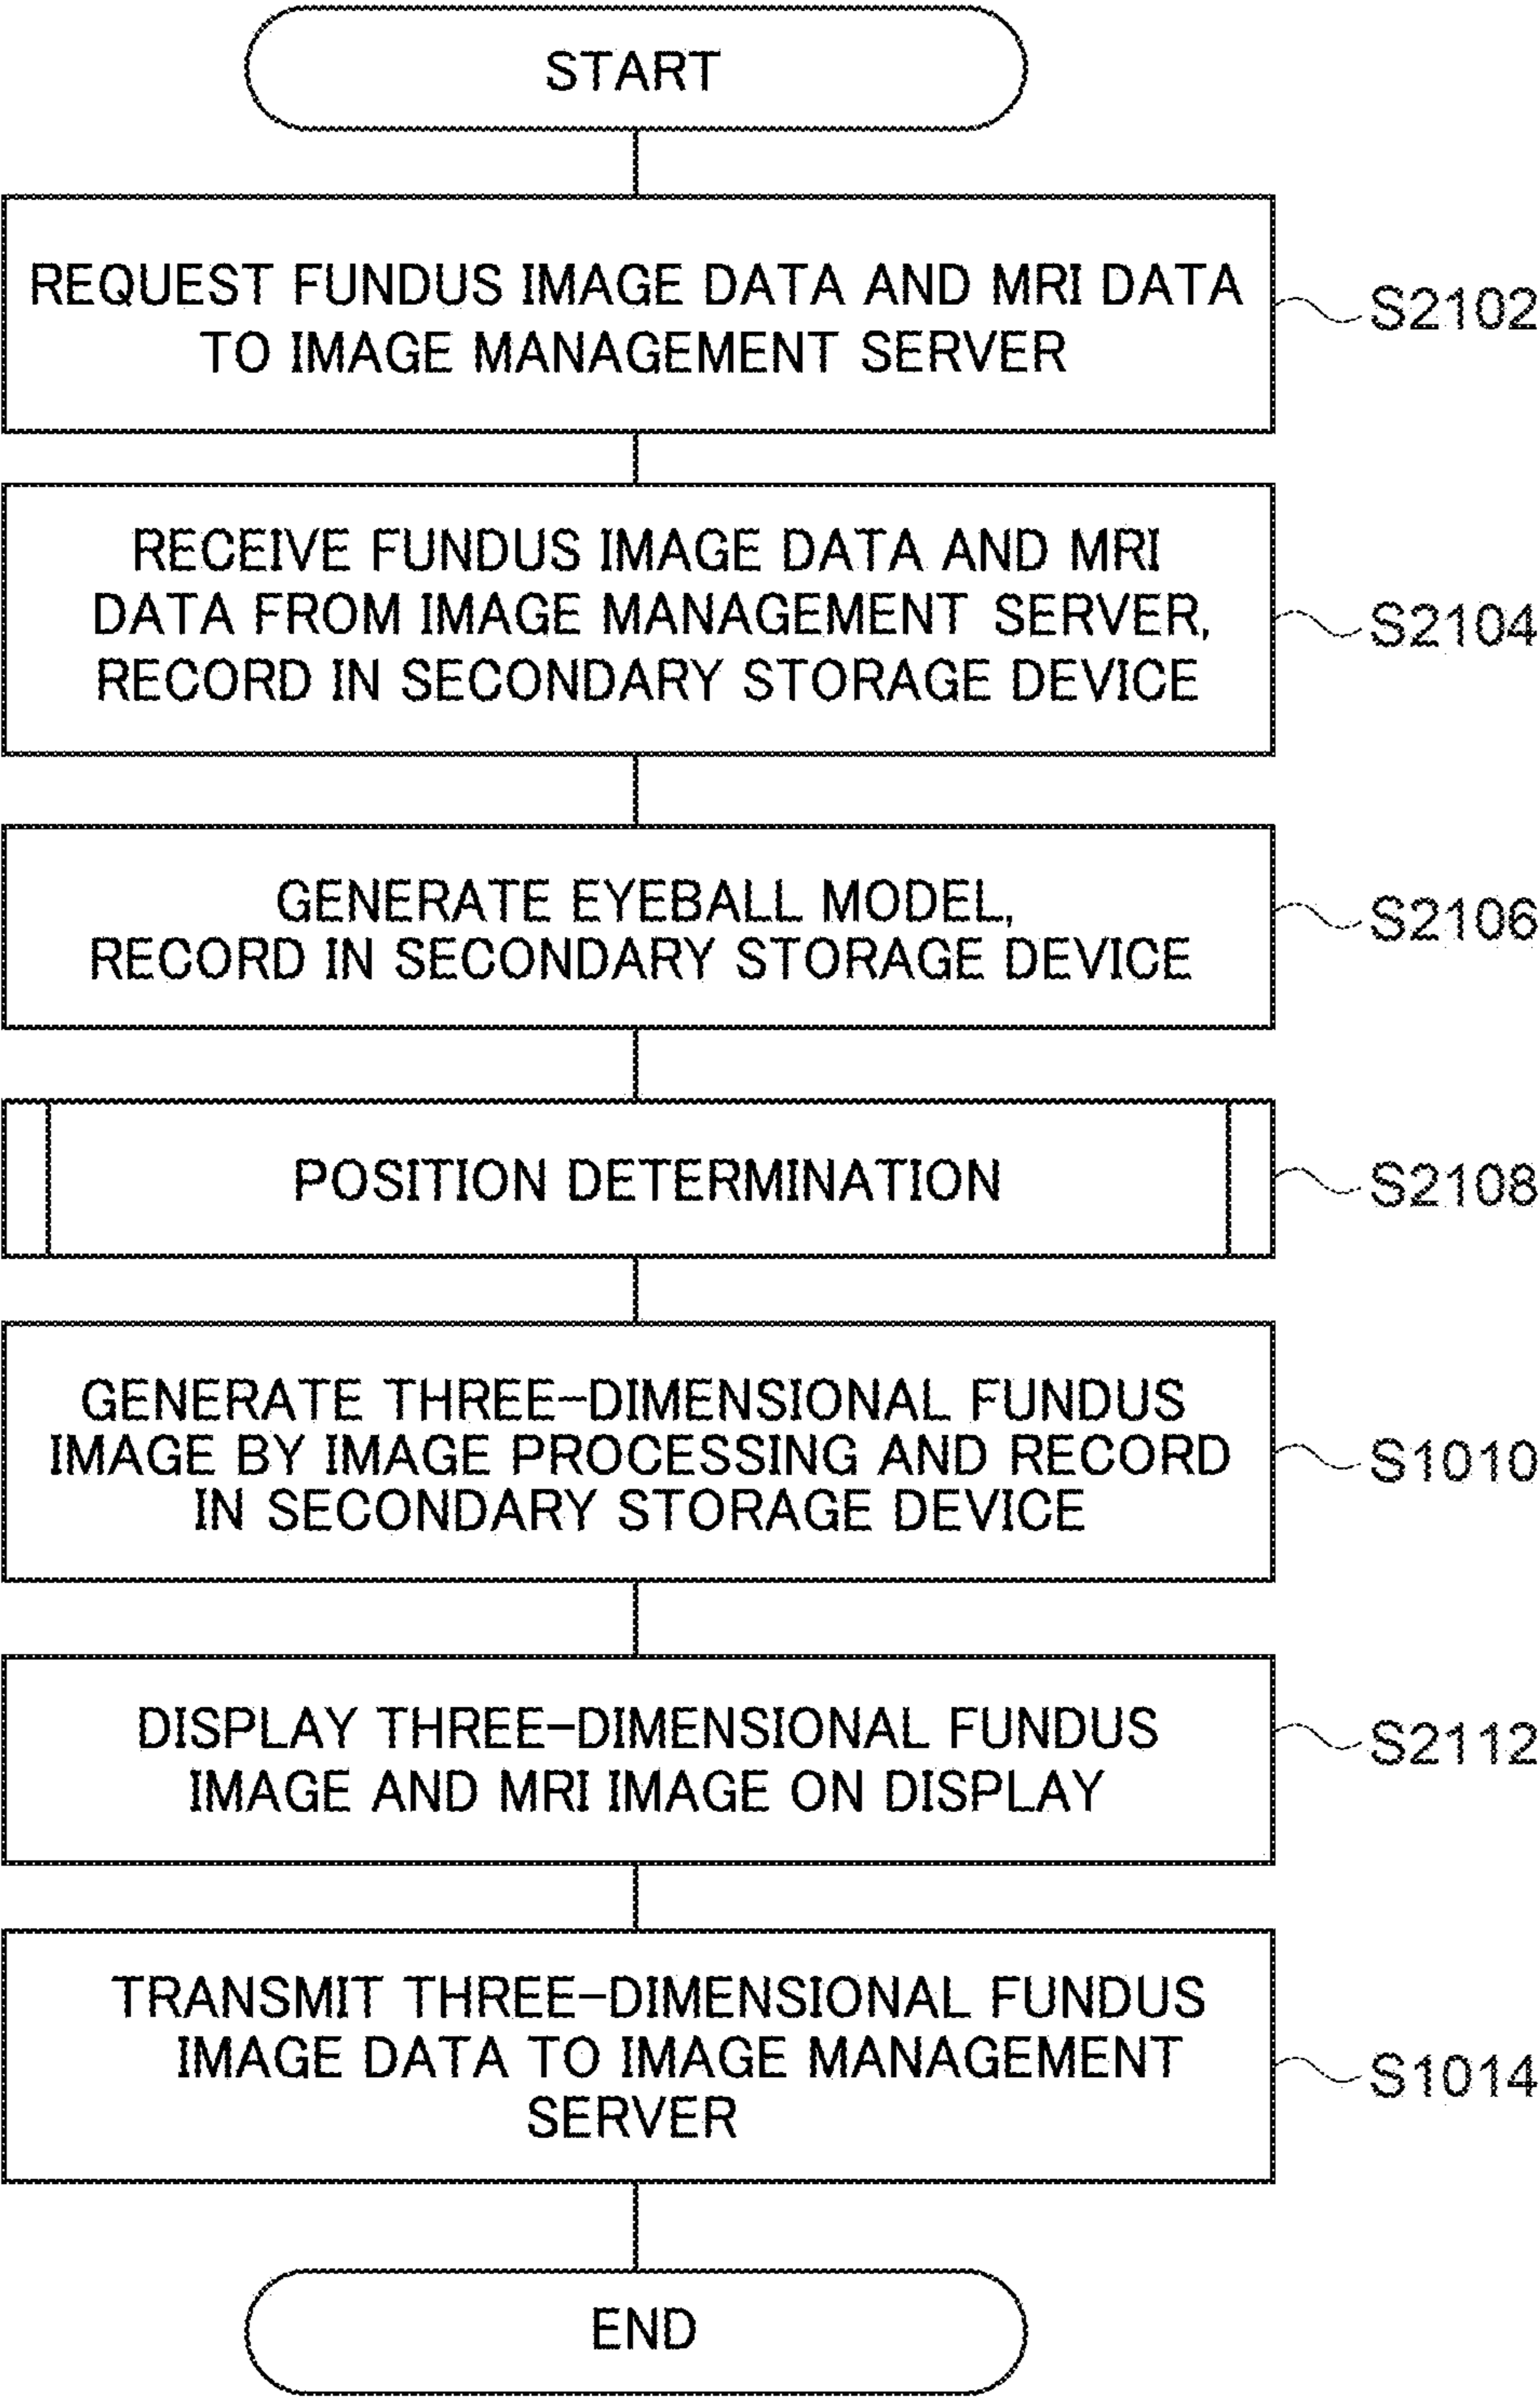 START
REQUEST FUNDUS IMAGE DATA AND MRI DATA
TO IMAGE MANAGEMENT SERVER
S2102
RECEIVE FUNDUS IMAGE DATA AND MRI
DATA FROM IMAGE MANAGEMENT SERVER,
RECORD IN SECONDARY STORAGE DEVICE
S2104
GENERATE EYEBALL MODEL,
RECORD IN SECONDARY STORAGE DEVICE
S2106
POSITION DETERMINATION
S2108
GENERATE THREE-DIMENSIONAL FUNDUS
IMAGE BY IMAGE PROCESSING AND RECORD
IN SECONDARY STORAGE DEVICE
S1010
DISPLAY THREE-DIMENSIONAL FUNDUS
IMAGE AND MRI IMAGE ON DISPLAY
S2112
TRANSMIT THREE-DIMENSIONAL FUNDUS
IMAGE DATA TO IMAGE MANAGEMENT
SERVER
S1014
END